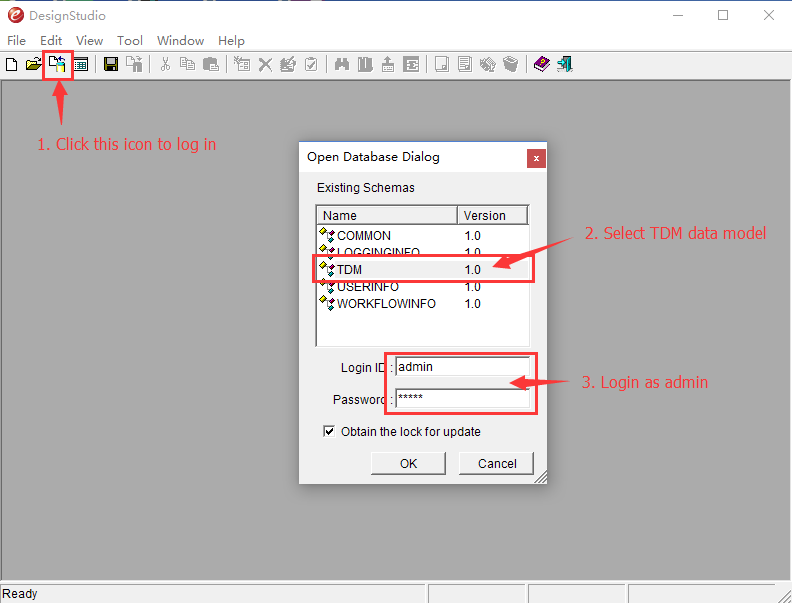 DesignStudio
File Edit View Tool Window Help
1. Click this icon to log in
Open Database Dialog
x
Existing Schemas
Name Version
COMMON 1.0
LOGGINGINFO 1.0
TDM 1.0
USERINFO 1.0
WORKFLOWINFO 1.0
2. Select TDM data model
Login ID : admin
3. Login as admin
Password : *****
Obtain the lock for update
OK Cancel
Ready